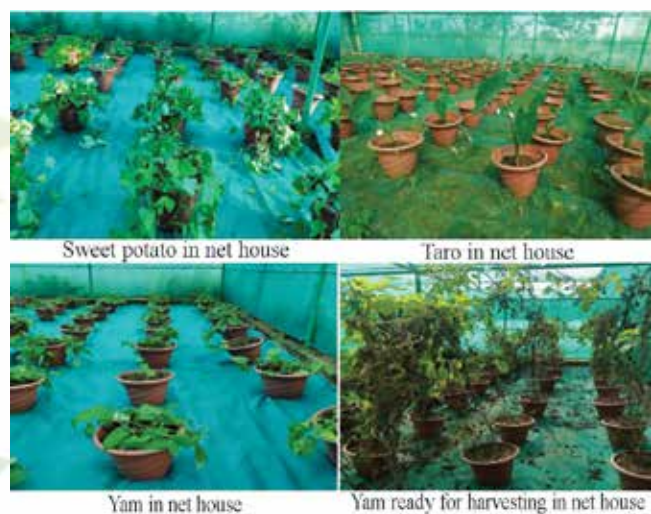 Sweet potato in net house
Taro in net house
Yam in net house
Yam ready for harvesting in net house